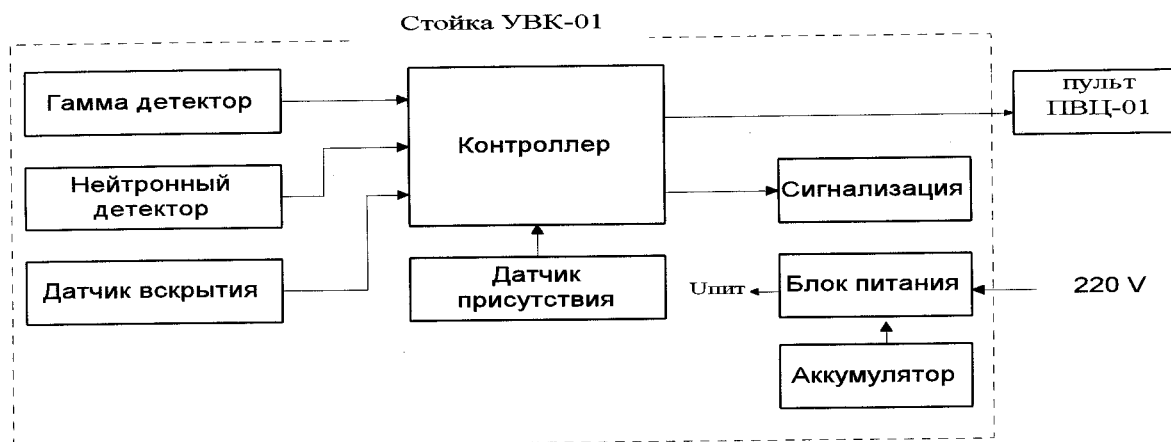 Стойка УВК-01
Гамма детектор
Контроллер
пульт
ПВЦ-01
Нейтронный
детектор
Сигнализация
Датчик вскрытия
Датчик
присутствия
Uпит
Блок питания
220 V
Аккумулятор